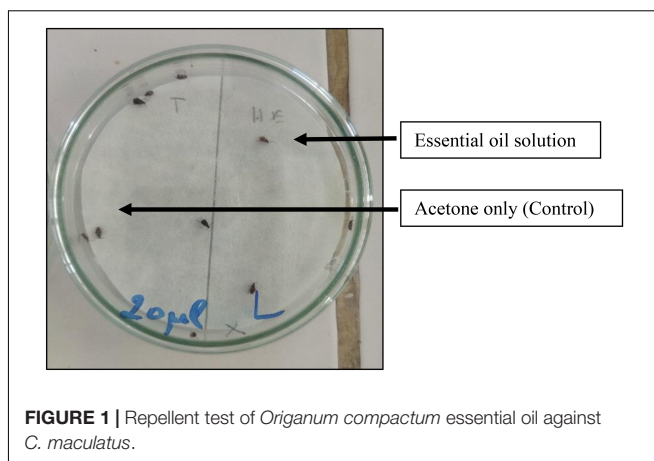 T
HE
Essential oil solution
Acetone only (Control)
20µl
L
X
FIGURE 1 | Repellent test of Origanum compactum essential oil against
C. maculatus.